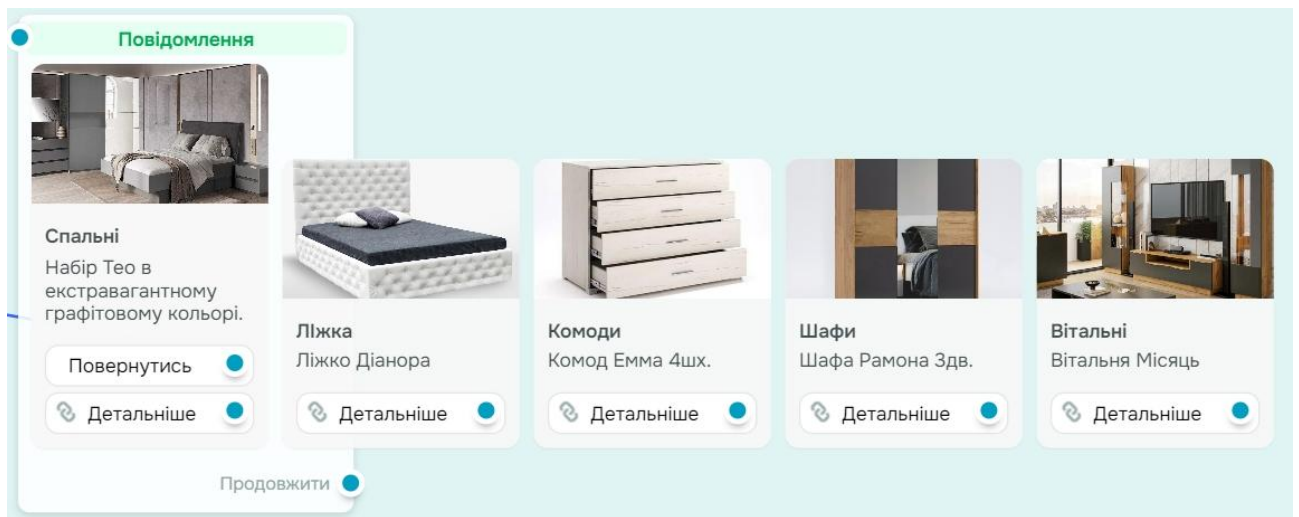 Повідомлення
Спальні
Набір Тео в
екстравагантному
графітовому кольорі.
Повернутись
Детальніше
Ліжка
Ліжко Діанора
Детальніше
Комоди
Комод Емма 4шх.
Детальніше
Шафи
Шафа Рамона 3дв.
Детальніше
Вітальні
Вітальня Місяць
Детальніше
Продовжити